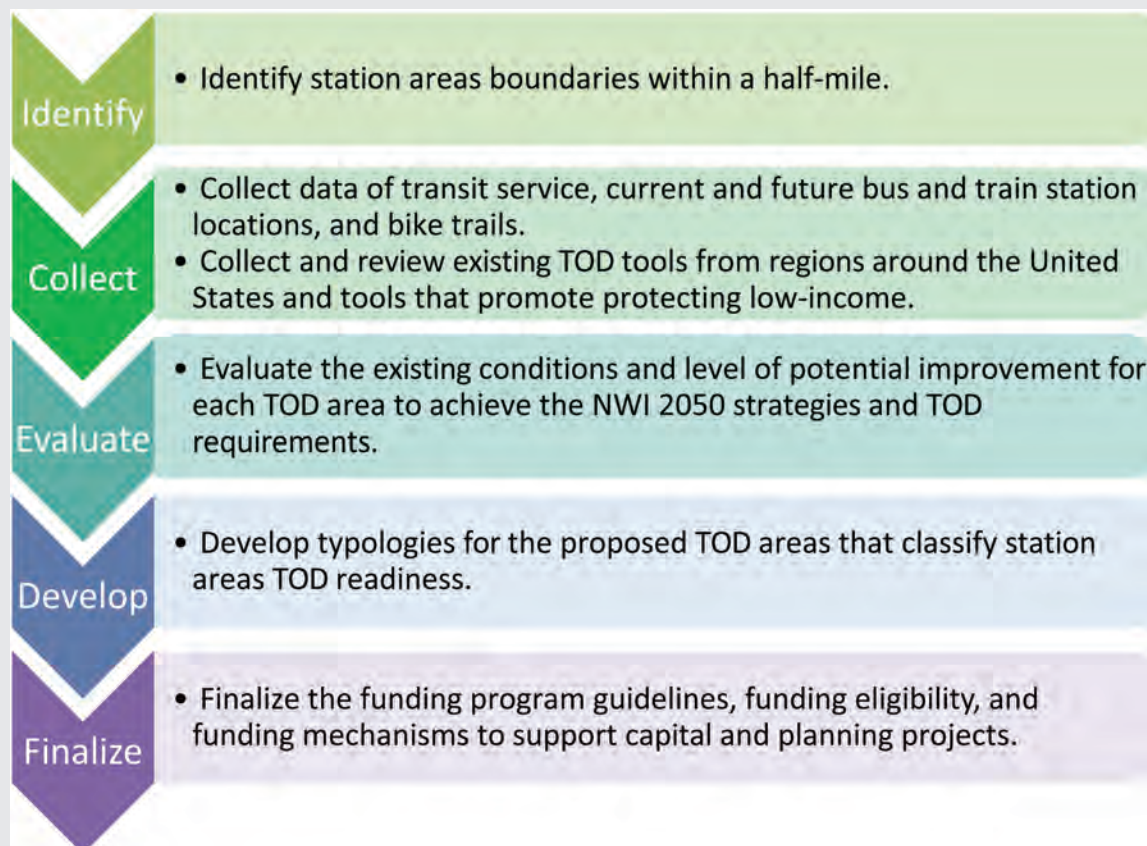 Identify
• Identify station areas boundaries within a half-mile.
Collect
• Collect data of transit service, current and future bus and train station
locations, and bike trails.
• Collect and review existing TOD tools from regions around the United
States and tools that promote protecting low-income.
Evaluate
• Evaluate the existing conditions and level of potential improvement for
each TOD area to achieve the NWI 2050 strategies and TOD
requirements.
Develop
• Develop typologies for the proposed TOD areas that classify station
areas TOD readiness.
Finalize
• Finalize the funding program guidelines, funding eligibility, and
funding mechanisms to support capital and planning projects.